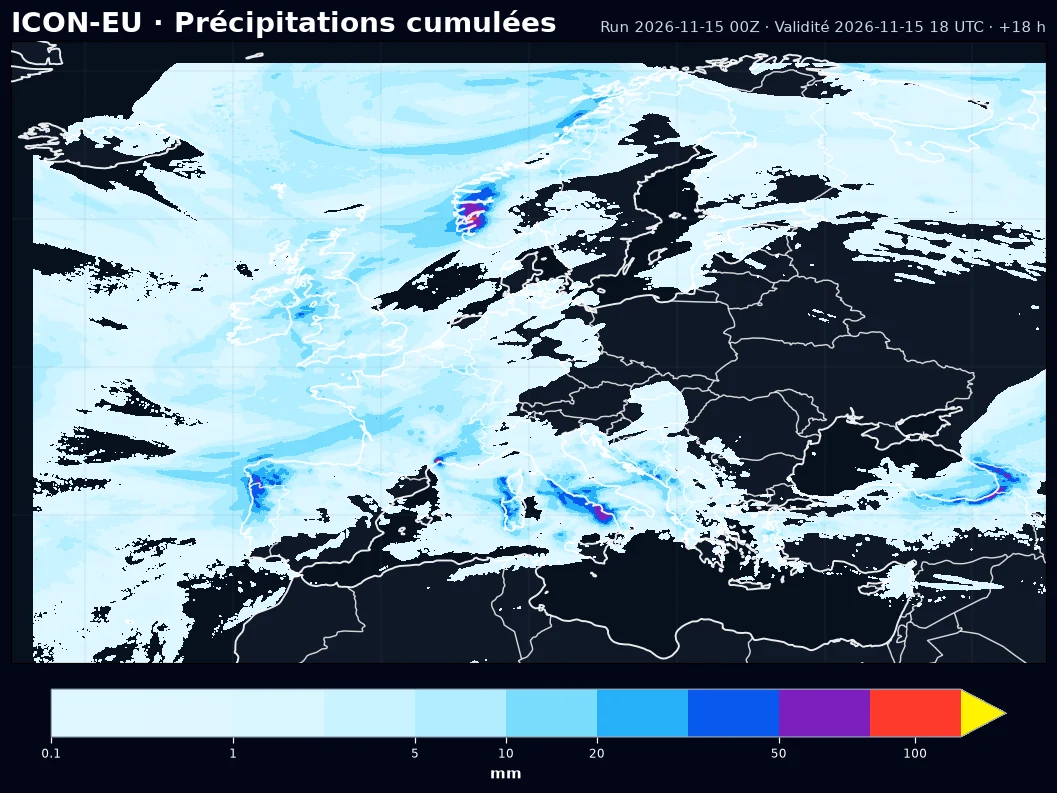 ICON-EU · Précipitations cumulées
Run 2026-11-15 00Z · Validité 2026-11-15 18 UTC · +18 h
0.1 1 5 10 20 50 100
mm